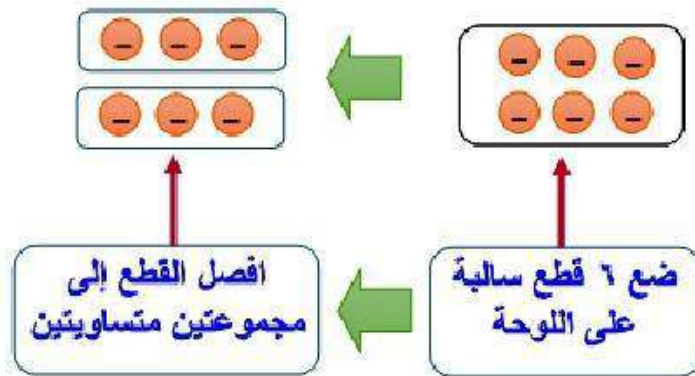 ضع ٦ قطع سالبة
على اللوحة
افصل القطع إلى
مجموعتين متساويتين